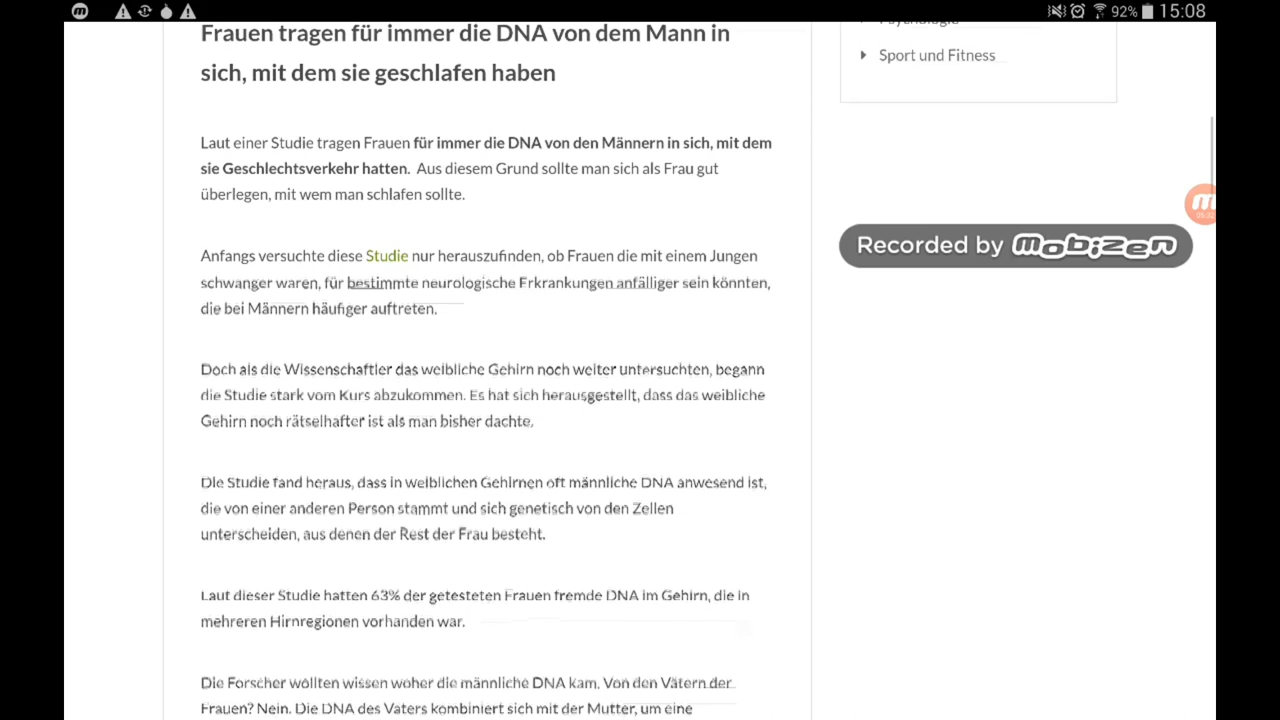 92% 15:08
Frauen tragen für immer die DNA von dem Mann in
sich, mit dem sie geschlafen haben
Sport und Fitness
Laut einer Studie tragen Frauen für immer die DNA von den Männern in sich, mit dem
sie Geschlechtsverkehr hatten. Aus diesem Grund sollte man sich als Frau gut
überlegen, mit wem man schlafen sollte.
Recorded by mobizen
Anfangs versuchte diese Studie nur herauszufinden, ob Frauen die mit einem Jungen
schwanger waren, für bestimmte neurologische Erkrankungen anfälliger sein könnten,
die bei Männern häufiger auftreten.
Doch als die Wissenschaftler das weibliche Gehirn noch weiter untersuchten, begann
die Studie stark vom Kurs abzukommen. Es hat sich herausgestellt, dass das weibliche
Gehirn noch rätselhafter ist als man bisher dachte.
Die Studie fand heraus, dass in weiblichen Gehirnen oft männliche DNA anwesend ist,
die von einer anderen Person stammt und sich genetisch von den Zellen
unterscheiden, aus denen der Rest der Frau besteht.
Laut dieser Studie hatten 63% der getesteten Frauen fremde DNA im Gehirn, die in
mehreren Hirnregionen vorhanden war.
Die Forscher wollten wissen woher die männliche DNA kam. Von den Vätern der
Frauen? Nein. Die DNA des Vaters kombiniert sich mit der Mutter, um eine